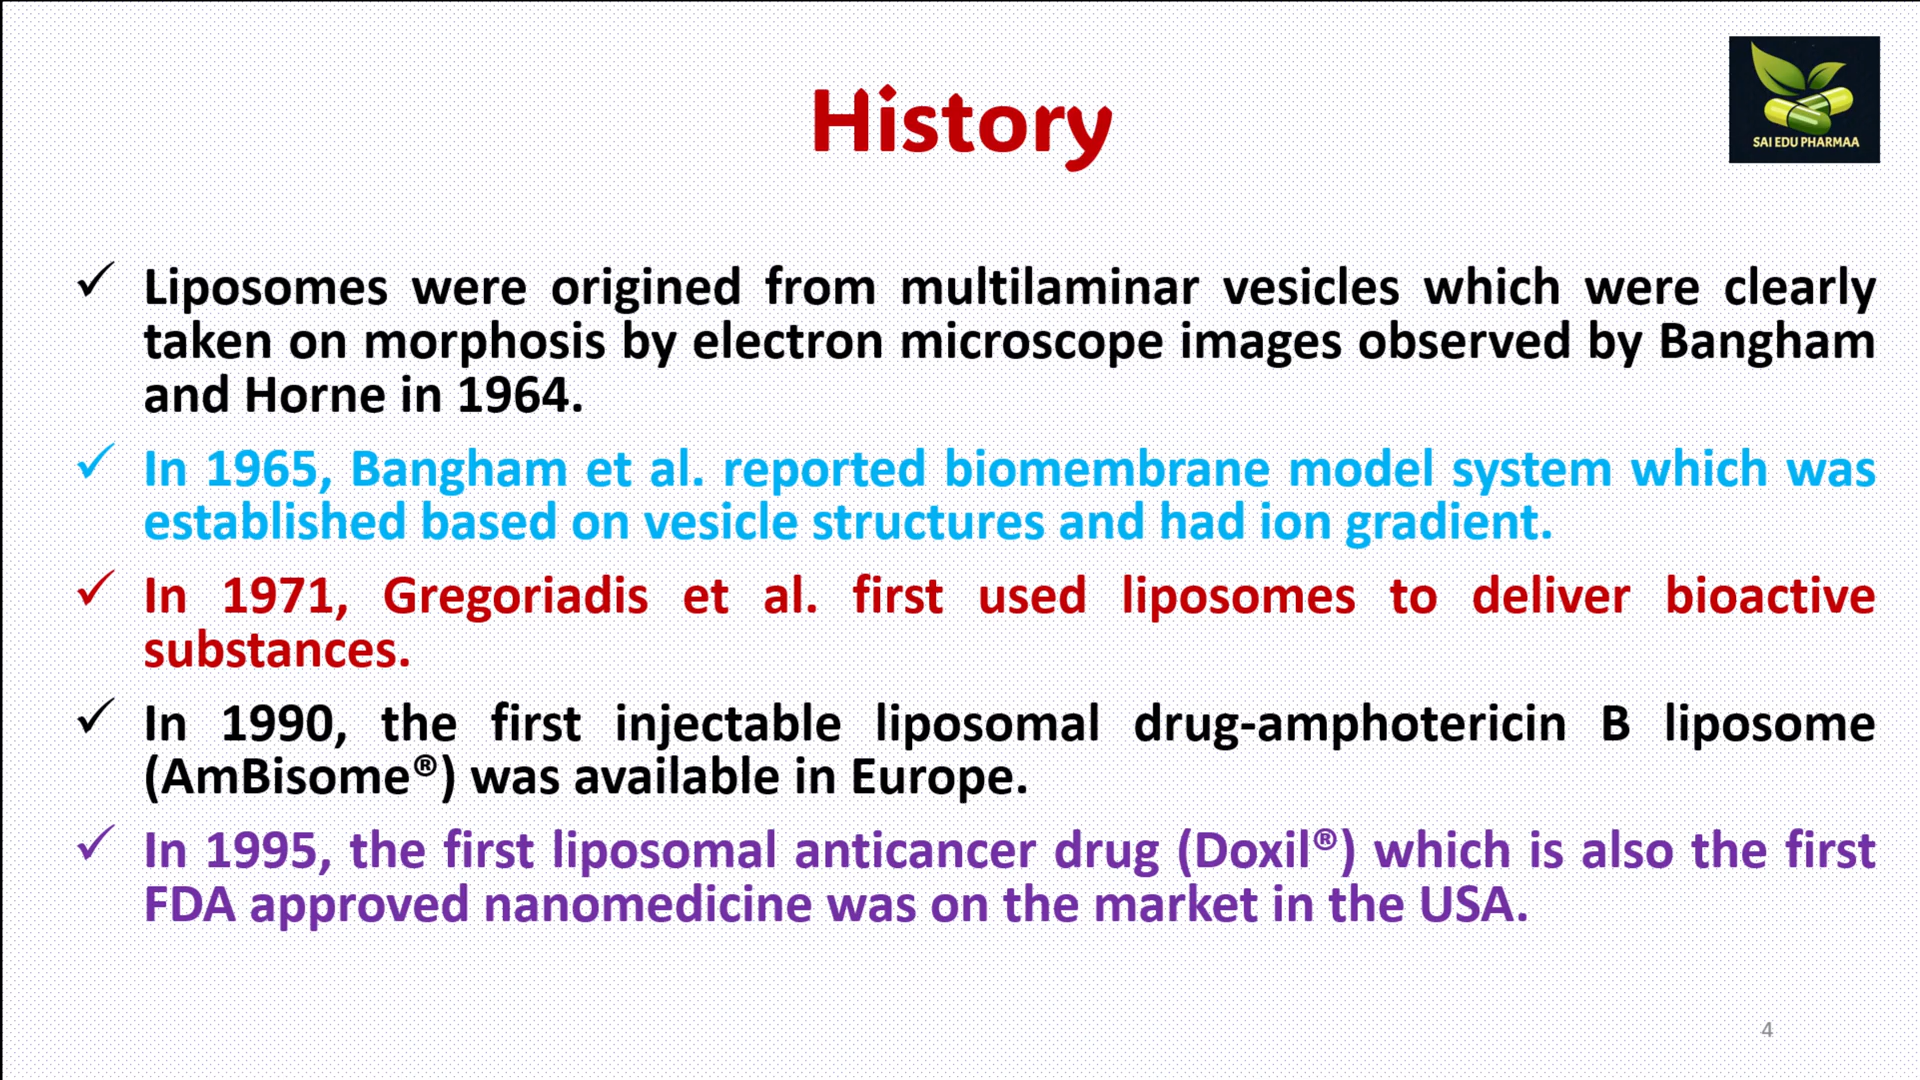 History
SAI EDU PHARMAA
✓ Liposomes were origined from multilaminar vesicles which were clearly
taken on morphosis by electron microscope images observed by Bangham
and Horne in 1964.
✓ In 1965, Bangham et al. reported biomembrane model system which was
established based on vesicle structures and had ion gradient.
✓ In 1971, Gregoriadis et al. first used liposomes to deliver bioactive
substances.
✓ In 1990, the first injectable liposomal drug-amphotericin B liposome
(AmBisome®) was available in Europe.
✓ In 1995, the first liposomal anticancer drug (Doxil®) which is also the first
FDA approved nanomedicine was on the market in the USA.
4